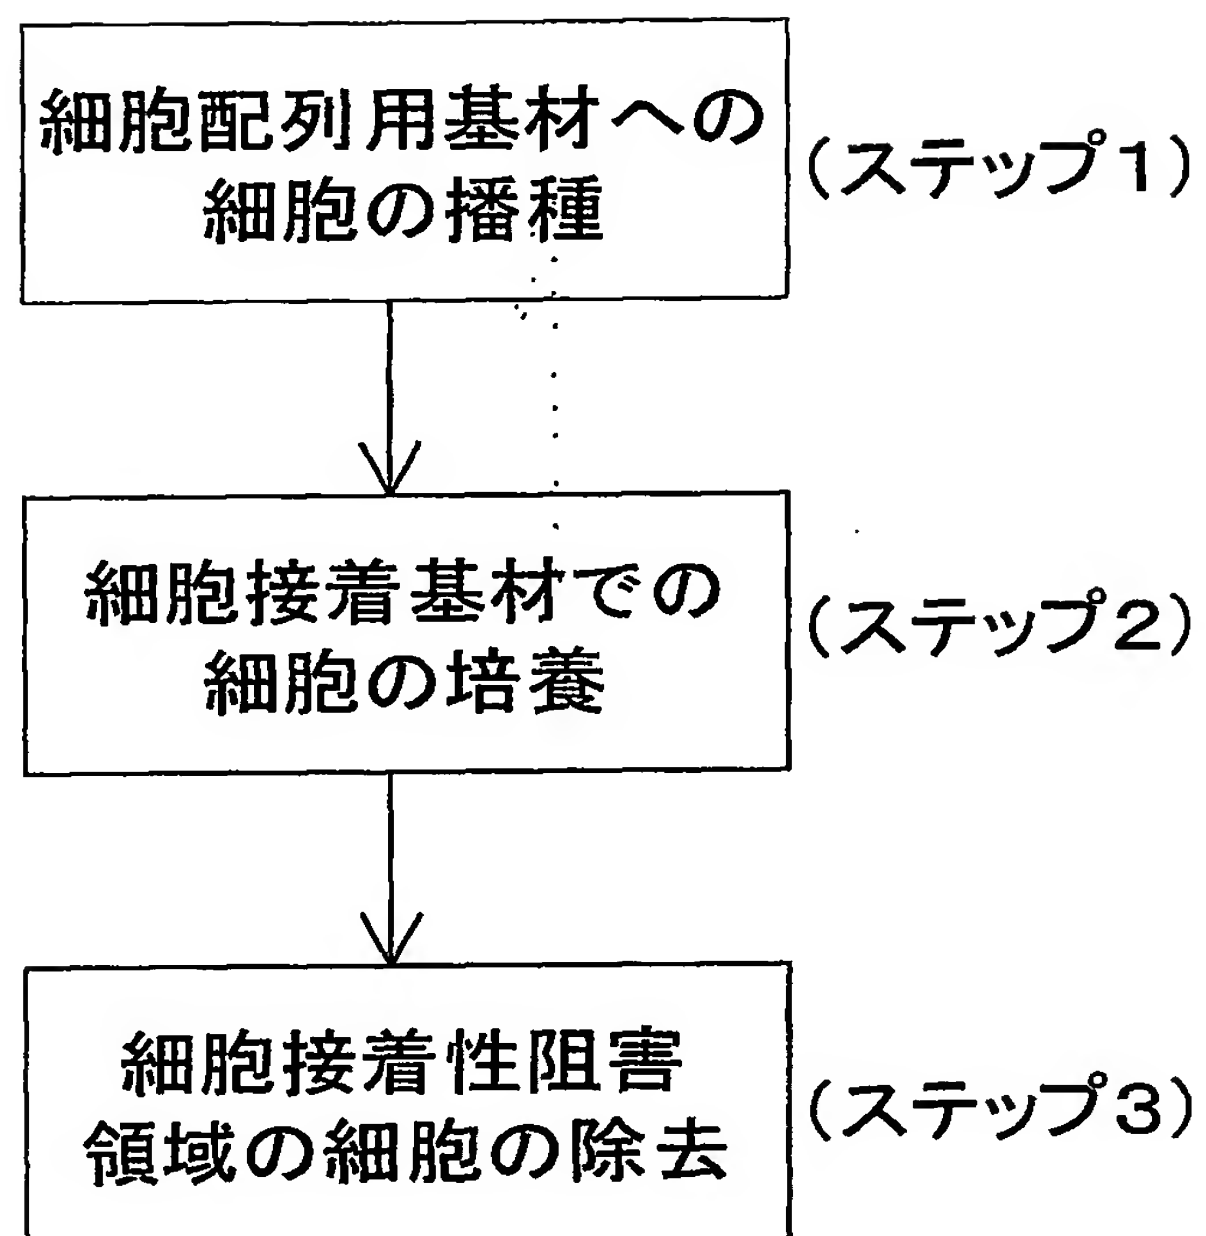 細胞配列用基材への
細胞の播種
(ステップ1)
細胞接着基材での
細胞の培養
(ステップ2)
細胞接着性阻害
領域の細胞の除去
(ステップ3)